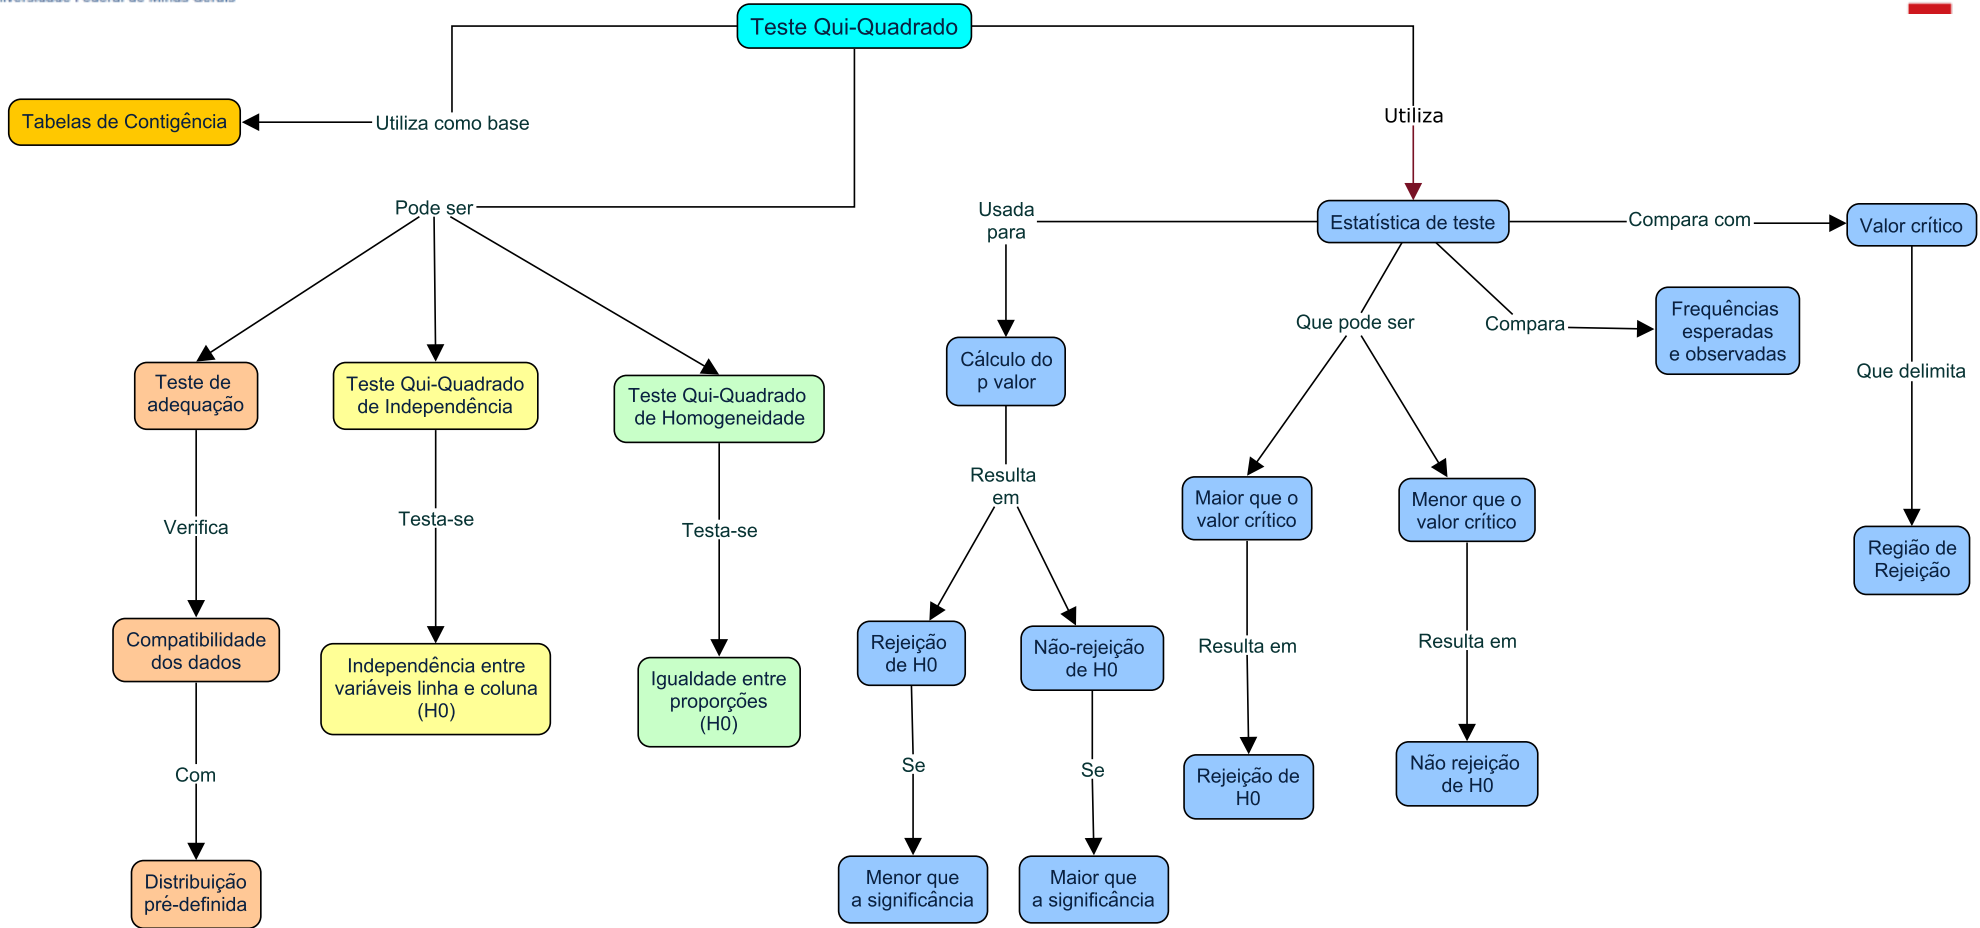 Universidade Federal de Minas Gerais
Teste Qui-Quadrado
Tabelas de Contigência
Utiliza como base
Utiliza
Pode ser
Usada
para
Estatística de teste
Compara com
Valor crítico
Teste de
adequação
Teste Qui-Quadrado
de Independência
Teste Qui-Quadrado
de Homogeneidade
Cálculo do
p valor
Que pode ser
Compara
Frequências
esperadas
e observadas
Que delimita
Verifica
Testa-se
Testa-se
Resulta
em
Maior que o
valor crítico
Menor que o
valor crítico
Região de
Rejeição
Compatibilidade
dos dados
Independência entre
variáveis linha e coluna
(H0)
Igualdade entre
proporções
(H0)
Rejeição
de H0
Não-rejeição
de H0
Resulta em
Resulta em
Com
Se
Se
Rejeição de
H0
Não rejeição
de H0
Distribuição
pré-definida
Menor que
a significância
Maior que
a significância